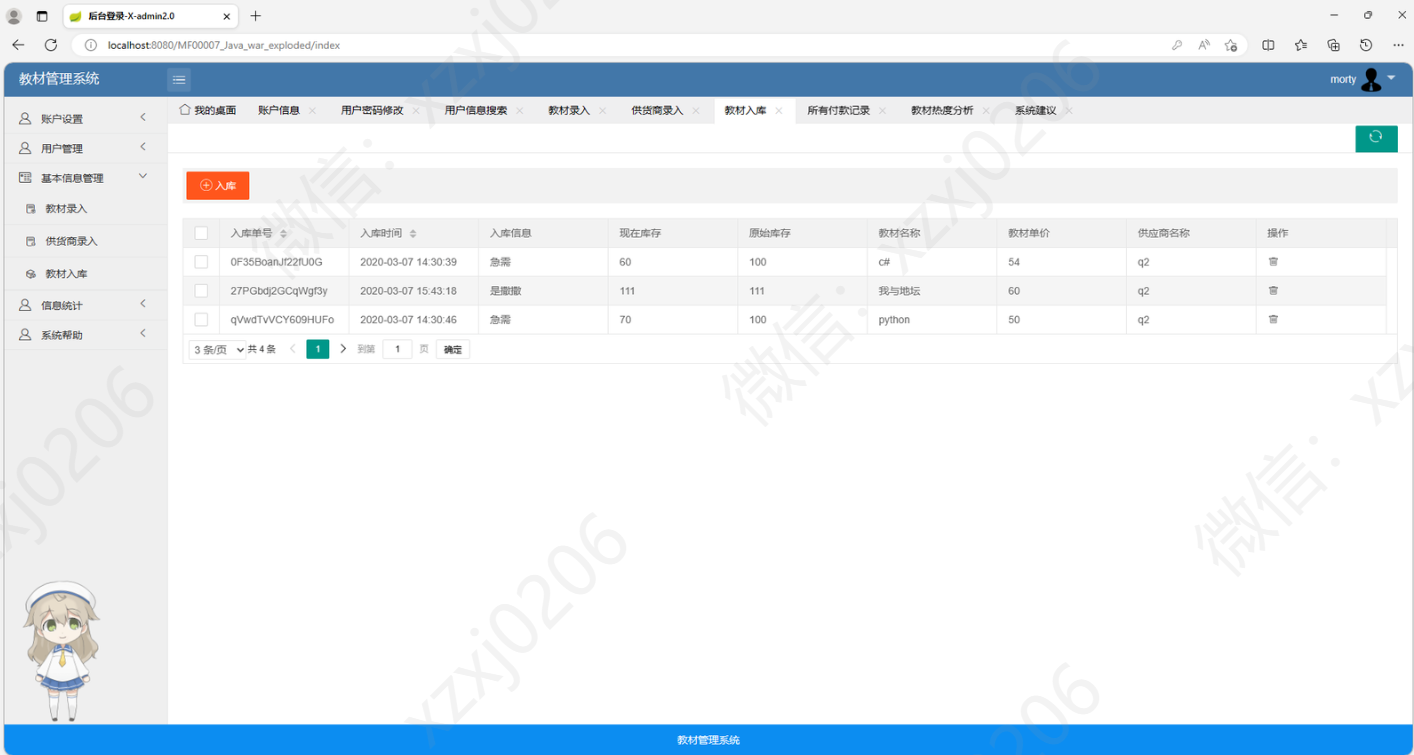 后台登录-X-admin2.0
localhost:8080/MF00007_Java_war_exploded/index
教材管理系统
morty
我的桌面 账户信息 用户密码修改 用户信息搜索 教材录入 供货商录入 教材入库 所有付款记录 教材热度分析 系统建议
账户设置
用户管理
基本信息管理
教材录入
供货商录入
教材入库
信息统计
系统帮助
入库
入库单号 入库时间 入库信息 现在库存 原始库存 教材名称 教材单价 供应商名称 操作
0F35BoanJf22fU0G 2020-03-07 14:30:39 急需 60 100 c# 54 q2
27PGbdj2GCqWgf3y 2020-03-07 15:43:18 是撒撒 111 111 我与地坛 60 q2
qVwdTvVCY609HUFo 2020-03-07 14:30:46 急需 70 100 python 50 q2
3 条/页 共 4 条 1 到第 1 页 确定
教材管理系统
微信：xzxj0206